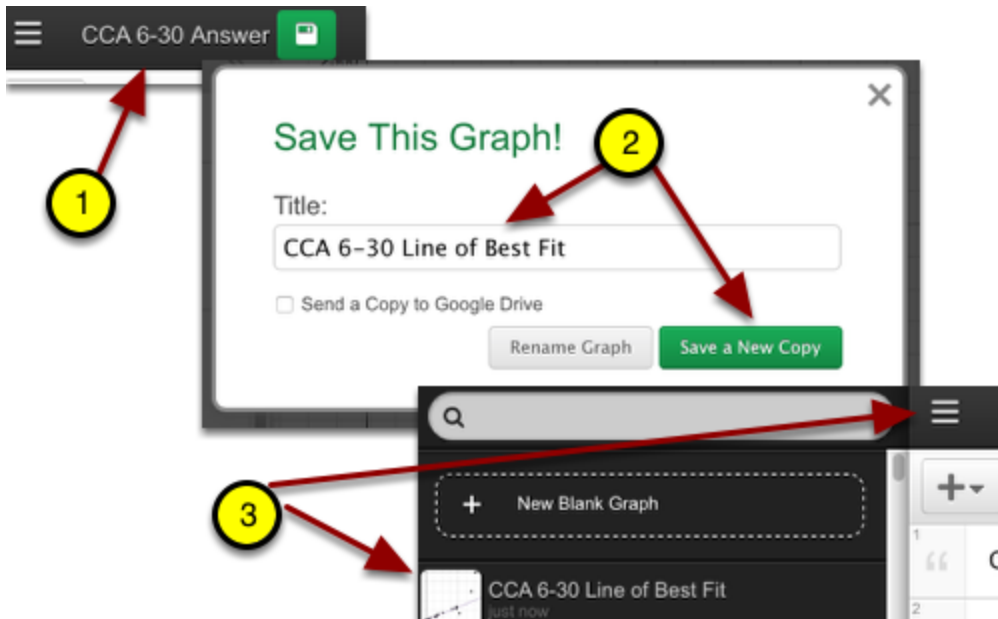 CCA 6-30 Answer
1
Save This Graph!
2
Title:
CCA 6-30 Line of Best Fit
Send a Copy to Google Drive
Rename Graph
Save a New Copy
3
+ New Blank Graph
CCA 6-30 Line of Best Fit
just now
+
1
“
2